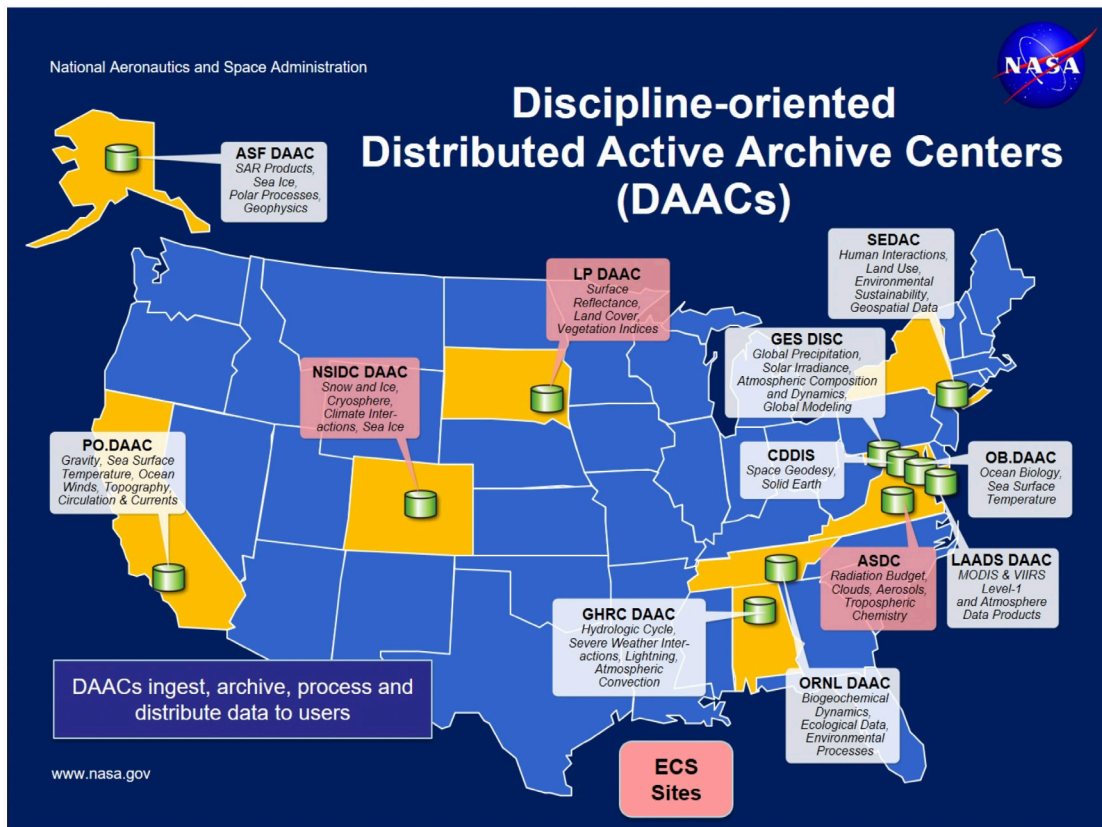 National Aeronautics and Space Administration
NASA
Discipline-oriented
Distributed Active Archive Centers
(DAACs)
ASF DAAC
SAR Products,
Sea Ice,
Polar Processes,
Geophysics
SEDAC
Human Interactions,
Land Use,
Environmental
Sustainability,
Geospatial Data
LP DAAC
Surface
Reflectance,
Land Cover,
Vegetation Indices
GES DISC
Global Precipitation,
Solar Irradiance,
Atmospheric Composition
and Dynamics,
Global Modeling
NSIDC DAAC
Snow and Ice,
Cryosphere,
Climate Inter-
actions, Sea Ice
PO.DAAC
Gravity, Sea Surface
Temperature, Ocean
Winds, Topography,
Circulation & Currents
CDDIS
Space Geodesy,
Solid Earth
OB.DAAC
Ocean Biology,
Sea Surface
Temperature
ASDC
Radiation Budget,
Clouds, Aerosols,
Tropospheric
Chemistry
LAADS DAAC
MODIS & VIIRS
Level-1
and Atmosphere
Data Products
GHRC DAAC
Hydrologic Cycle,
Severe Weather Inter-
actions, Lightning,
Atmospheric
Convection
ORNL DAAC
Biogeochemical
Dynamics,
Ecological Data,
Environmental
Processes
DAACs ingest, archive, process and
distribute data to users
ECS
Sites
www.nasa.gov